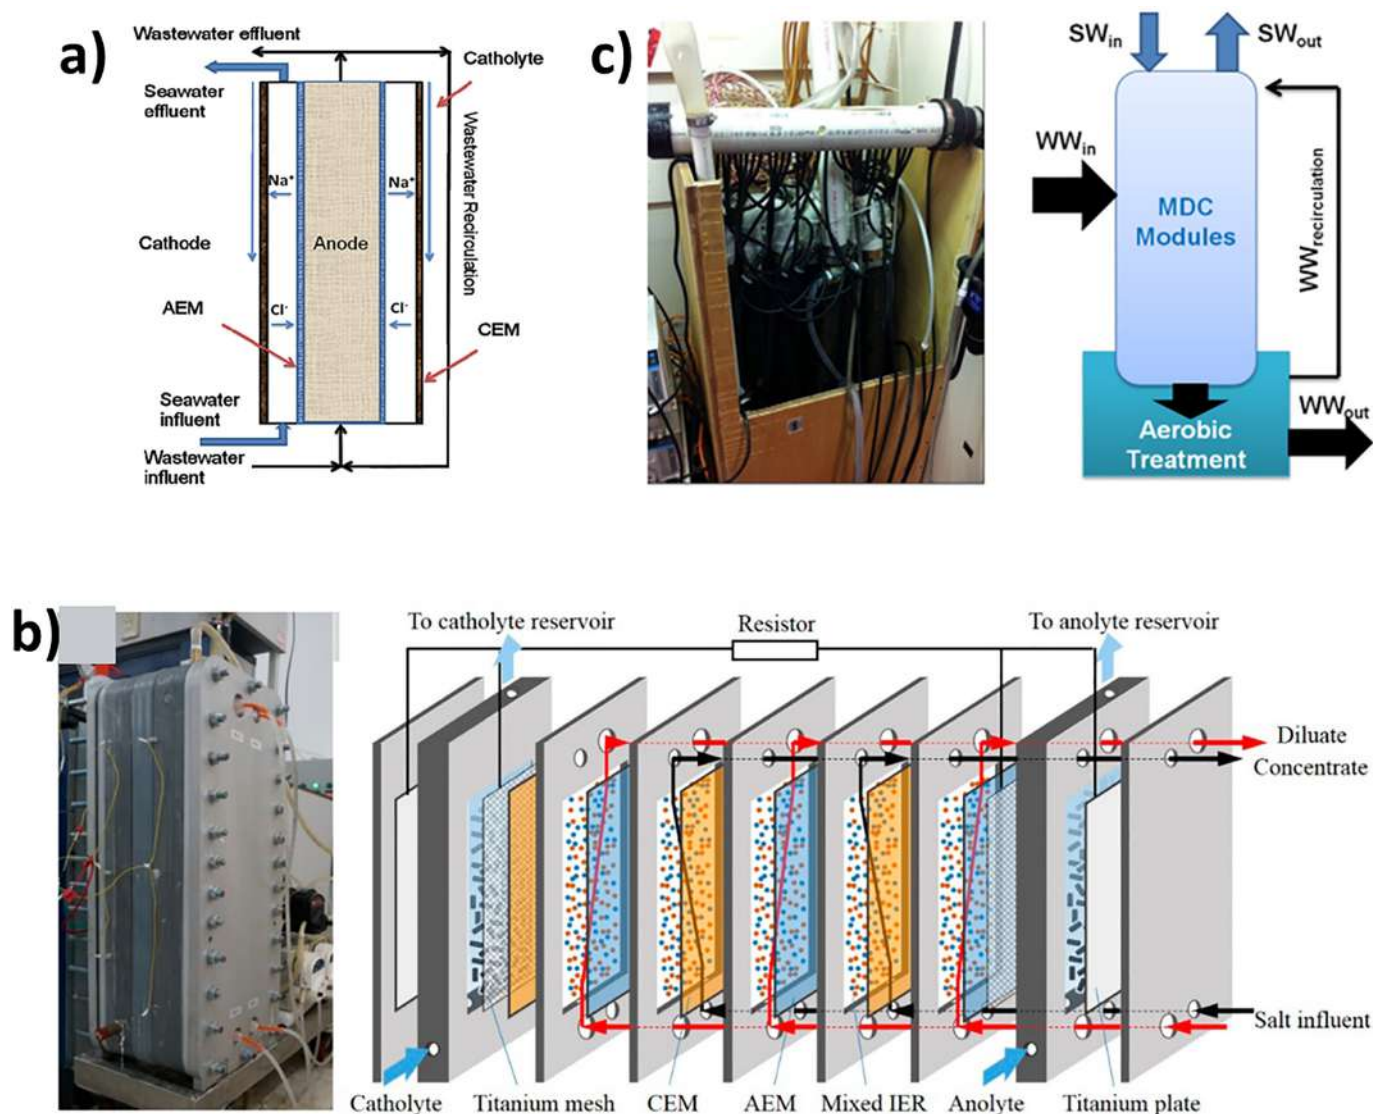 a)
Wastewater effluent
Catholyte
Seawater
effluent
Wastewater Recirculation
Na⁺
Na⁺
Cathode
Anode
AEM
Cl⁻
Cl⁻
CEM
Seawater
influent
Wastewater
influent
c)
SWin
SWout
WWin
MDC
Modules
WWrecirculation
WWout
Aerobic
Treatment
b)
To catholyte reservoir
Resistor
To anolyte reservoir
Diluate
Concentrate
Salt influent
Catholyte
Titanium mesh
CEM
AEM
Mixed IER
Anolyte
Titanium plate